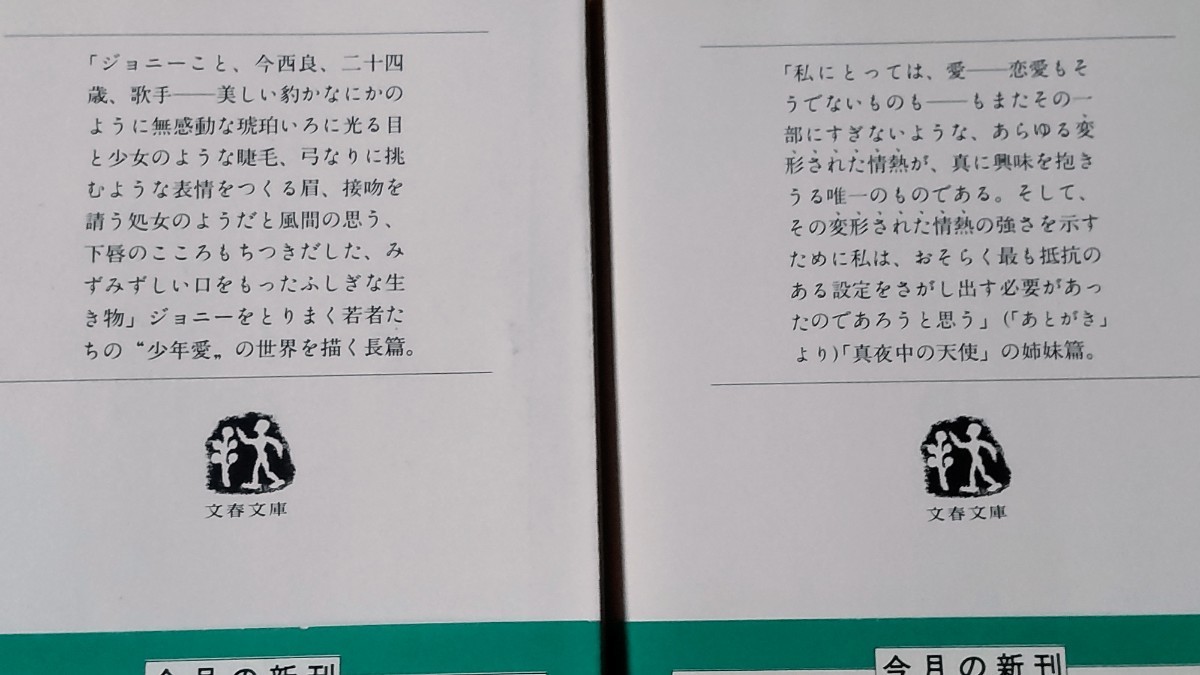 「ジョニーこと、今西良、二十四
歳、歌手――美しい豹かなにかの
ように無感動な琥珀いろに光る目
と少女のような睫毛、弓なりに挑
むような表情をつくる眉、接吻を
請う処女のようだと風間の思う、
下唇のこころもちつきだした、み
ずみずしい口をもったふしぎな生
き物」ジョニーをとりまく若者た
ちの〝少年愛〟の世界を描く長篇。
文春文庫
今月の新刊
「私にとっては、愛――恋愛もそ
うでないものも――もまたその一
部にすぎないような、あらゆる変
形された情熱が、真に興味を抱き
うる唯一のものである。そして、
その変形された情熱の強さを示す
ために私は、おそらく最も抵抗の
ある設定をさがし出す必要があっ
たのであろうと思う」(「あとがき」
より)「真夜中の天使」の姉妹篇。
文春文庫
今月の新刊